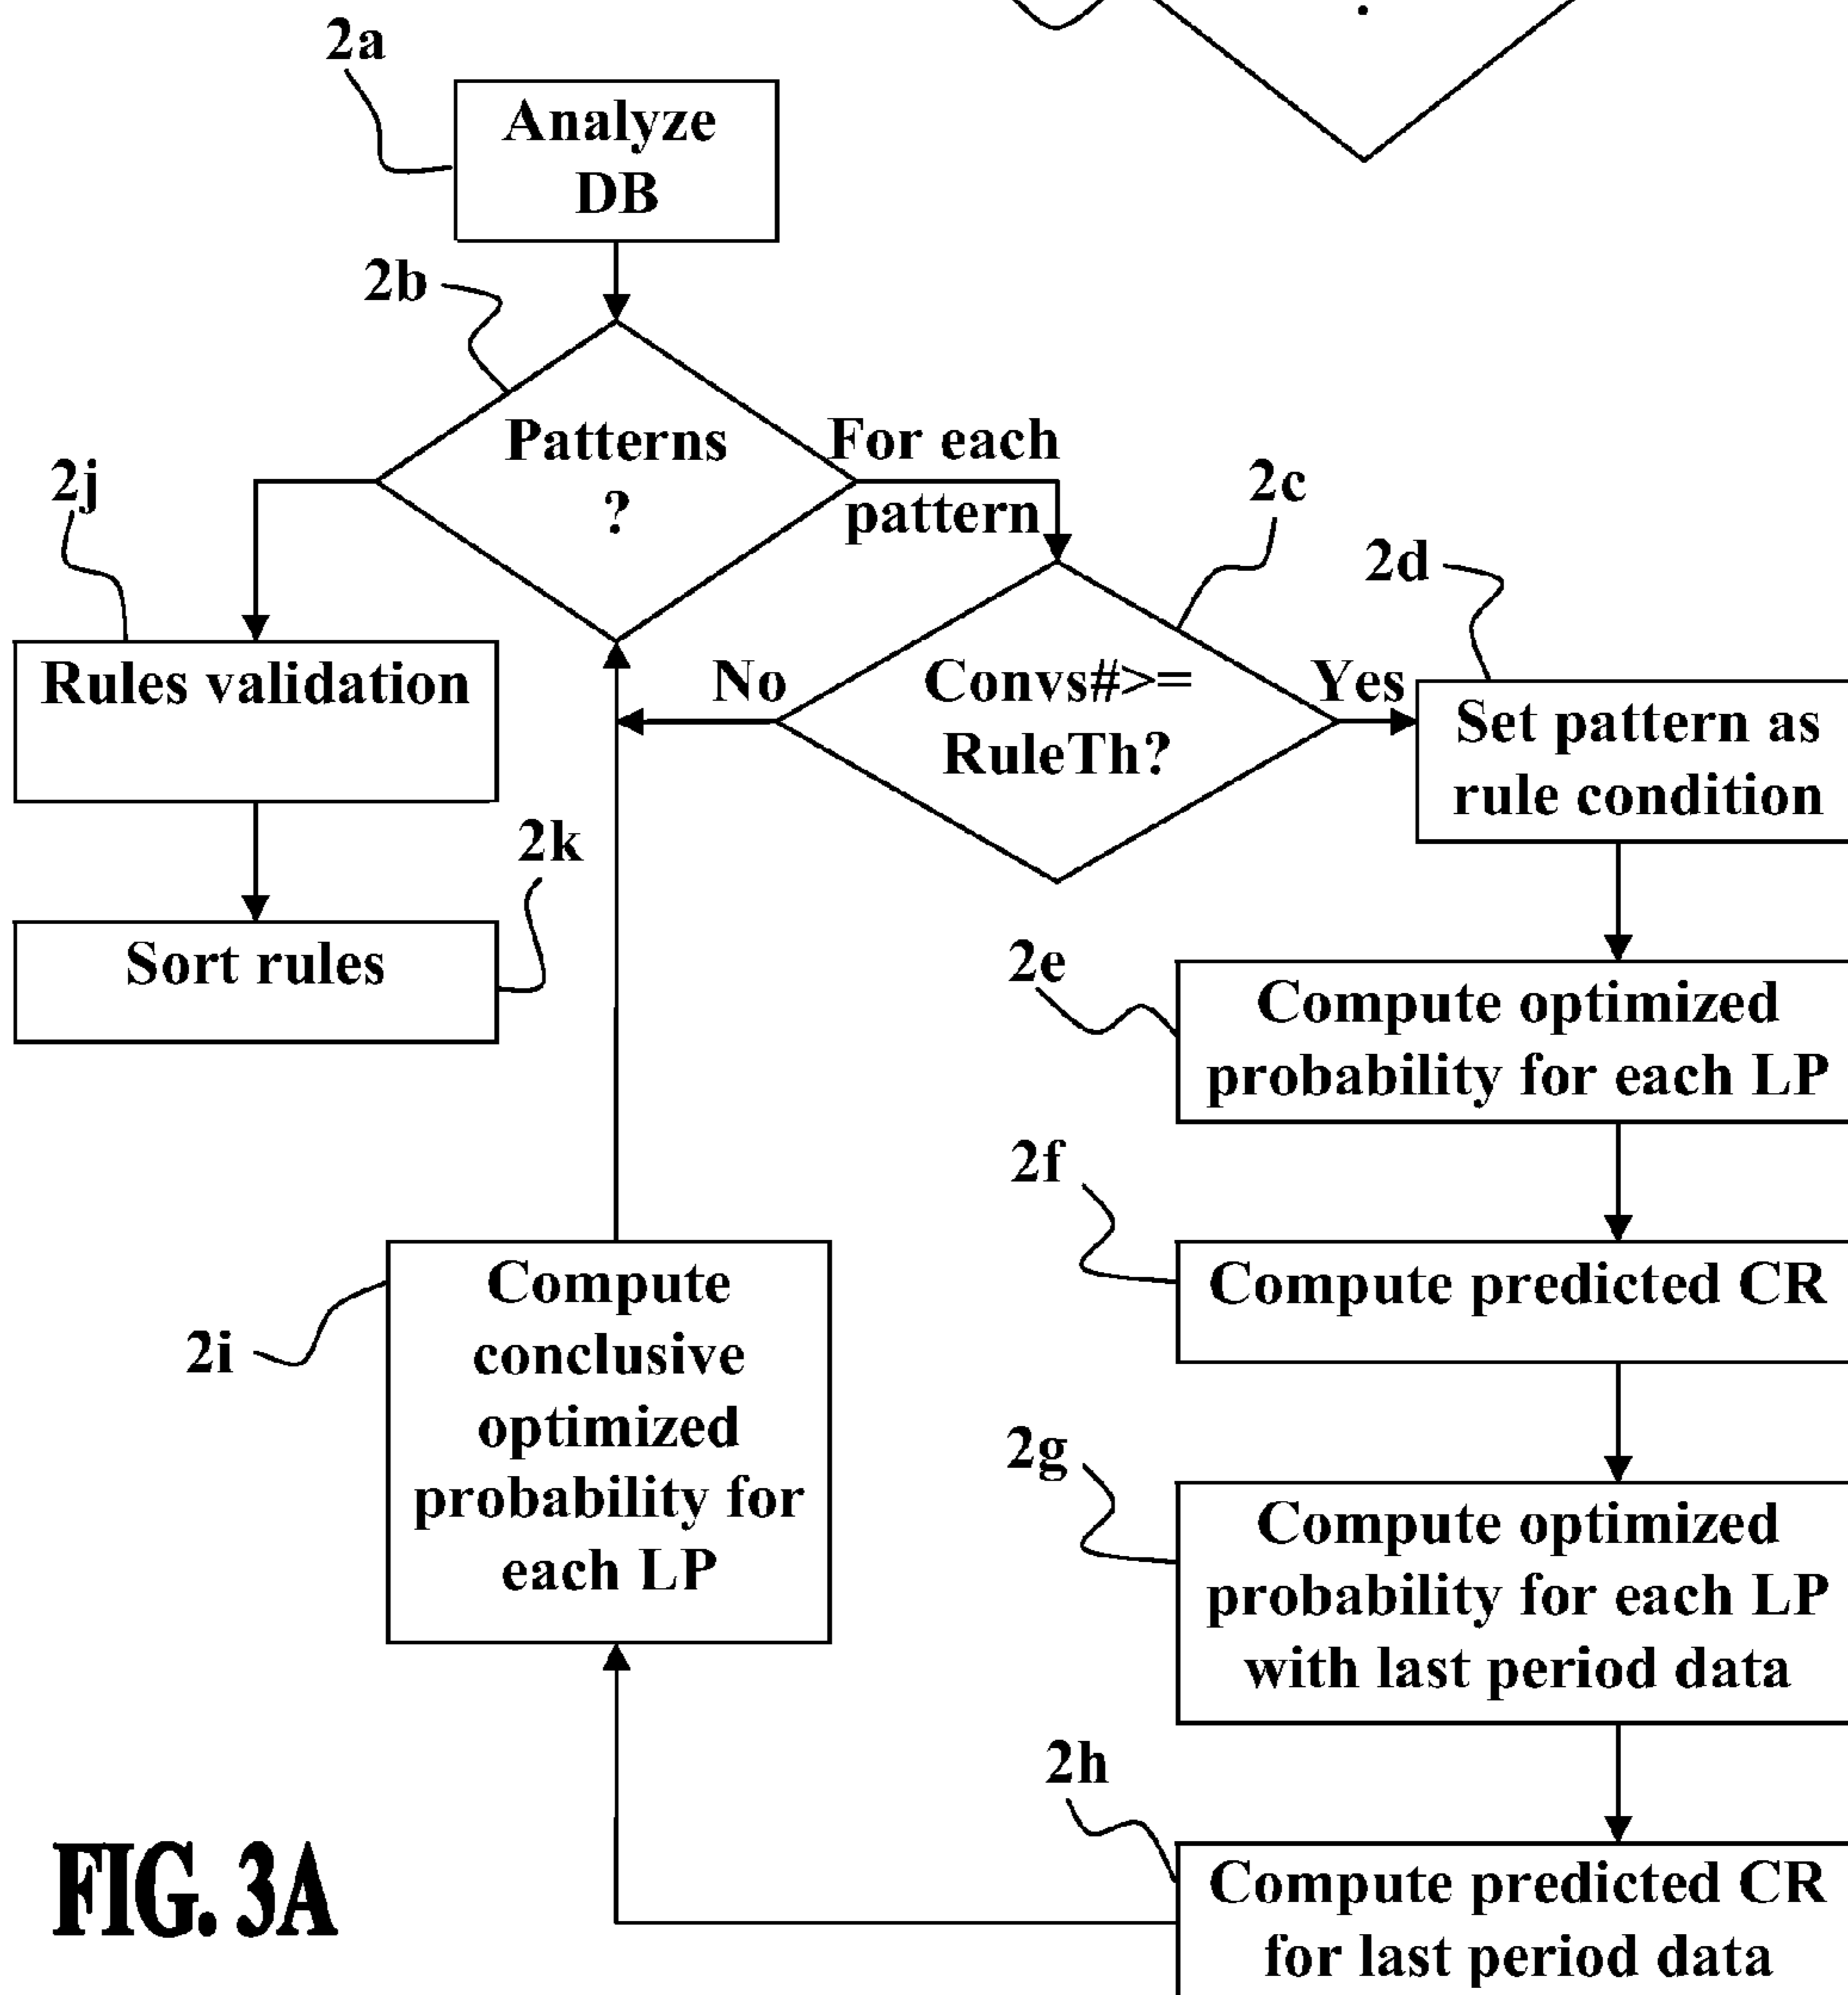 2a
Analyze
DB
2b
Patterns
?
For each
pattern
2j
2c
2d
Rules validation
No
Convs#>=
RuleTh?
Yes
Set pattern as
rule condition
2k
Sort rules
2e
Compute optimized
probability for each LP
2f
Compute predicted CR
2i
Compute
conclusive
optimized
probability for
each LP
2g
Compute optimized
probability for each LP
with last period data
2h
Compute predicted CR
for last period data
FIG. 3A